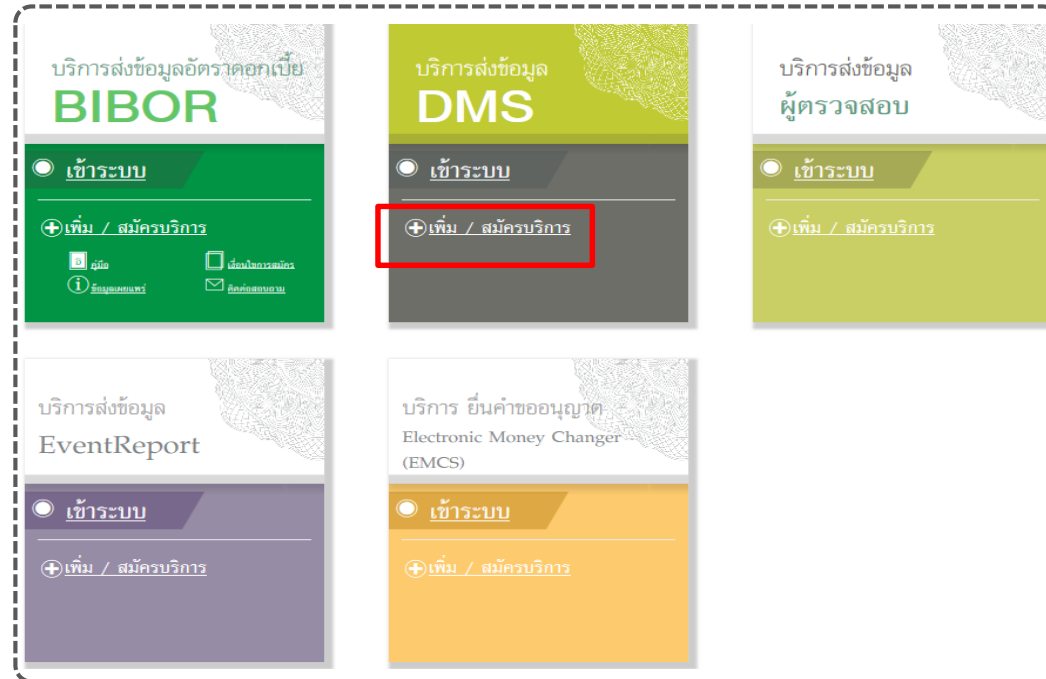 บริการส่งข้อมูลอัตราดอกเบี้ย
BIBOR
เข้าระบบ
เพิ่ม / สมัครบริการ
คู่มือ
เงื่อนไขการสมัคร
ข้อมูลเผยแพร่
ติดต่อสอบถาม
บริการส่งข้อมูล
DMS
เข้าระบบ
เพิ่ม / สมัครบริการ
บริการส่งข้อมูล
ผู้ตรวจสอบ
เข้าระบบ
เพิ่ม / สมัครบริการ
บริการส่งข้อมูล
EventReport
เข้าระบบ
เพิ่ม / สมัครบริการ
บริการ ยื่นคำขออนุญาต
Electronic Money Changer
(EMCS)
เข้าระบบ
เพิ่ม / สมัครบริการ